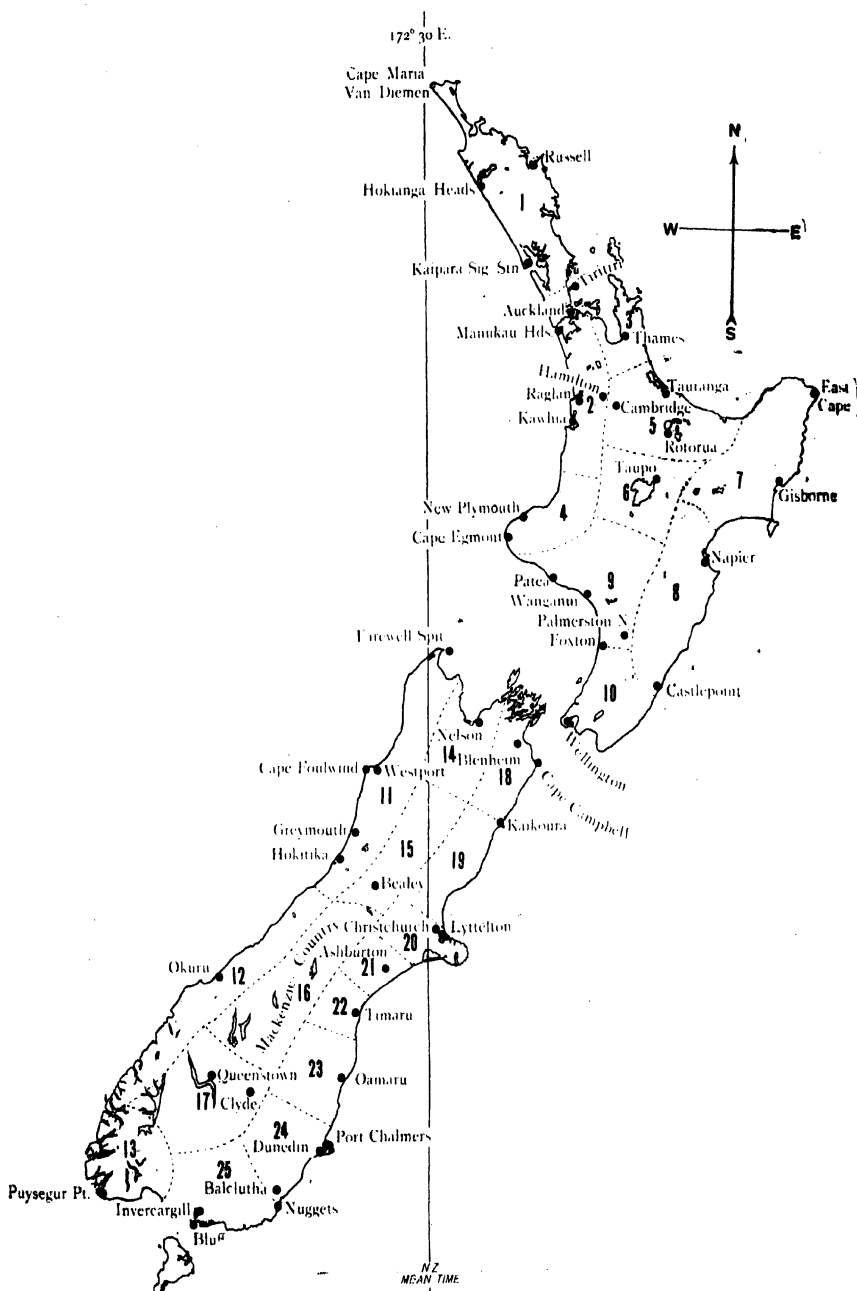 172° 30 E.
Cape Maria
Van Diemen
N
Russell
Hokianga Heads
1
W
E
Kaipara Sig Stn
Tiritiri
Auckland
S
Manukau Hds.
3
Thames
Hamilton
Tauranga
East
Cape
Raglan
2
Cambridge
Kawhia
5
Rotorua
Taupo
7
6
Gisborne
New Plymouth
4
Cape Egmont
Napier
Patea
9
Wanganui
8
Palmerston N
Foxton
Farewell Spit
10
Castlepoint
Nelson
Wellington
14
Blenheim
Cape Foulwind
Westport
18
Cape Campbell
11
Kaikoura
Greymouth
15
Hokitika
19
Bealey
Christchurch
Lyttelton
20
Mackenzie Country
Ashburton
21
Okuru
12
16
22
Timaru
Queenstown
23
Oamaru
17
Clyde
24
Port Chalmers
Dunedin
13
25
Balclutha
Puysegur Pt.
Invercargill
Nuggets
Bluff
N Z
MEAN TIME